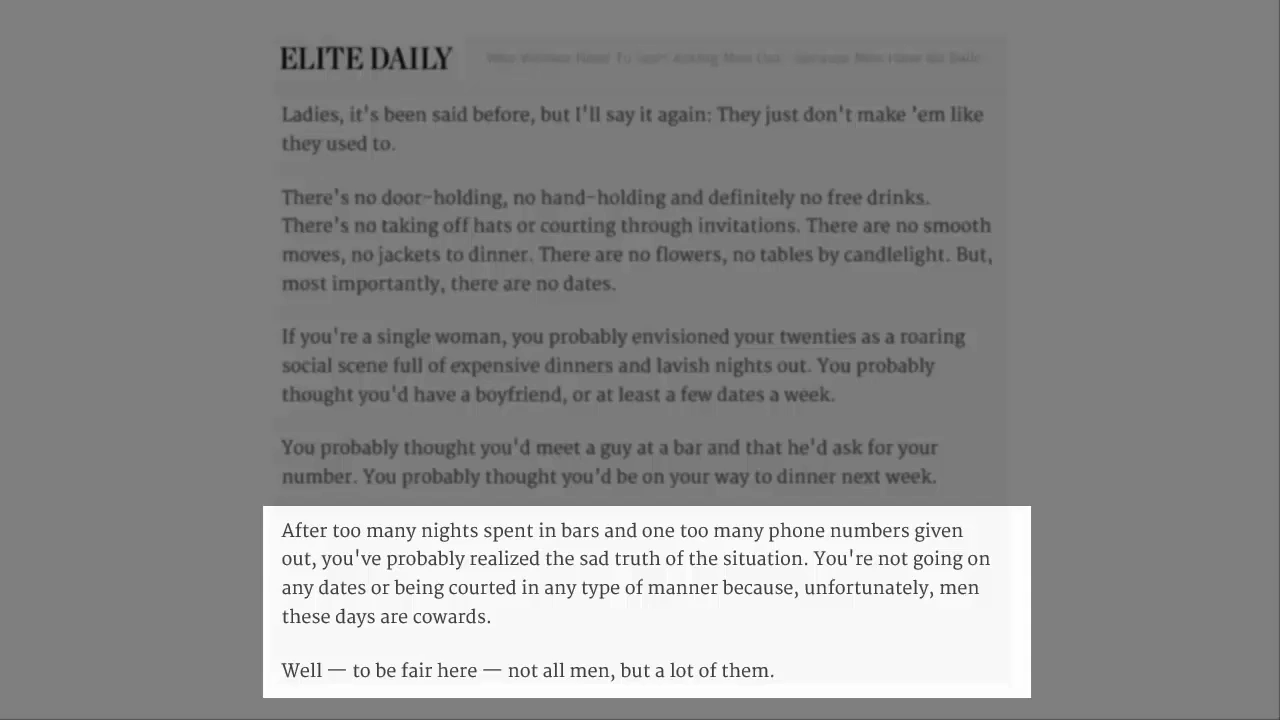 ELITE DAILY
Ladies, it's been said before, but I'll say it again: They just don't make ’em like
they used to.
There's no door-holding, no hand-holding and definitely no free drinks.
There's no taking off hats or courting through invitations. There are no smooth
moves, no jackets to dinner. There are no flowers, no tables by candlelight. But,
most importantly, there are no dates.
If you're a single woman, you probably envisioned your twenties as a roaring
social scene full of expensive dinners and lavish nights out. You probably
thought you'd have a boyfriend, or at least a few dates a week.
You probably thought you'd meet a guy at a bar and that he'd ask for your
number. You probably thought you'd be on your way to dinner next week.
After too many nights spent in bars and one too many phone numbers given
out, you've probably realized the sad truth of the situation. You're not going on
any dates or being courted in any type of manner because, unfortunately, men
these days are cowards.
Well — to be fair here — not all men, but a lot of them.